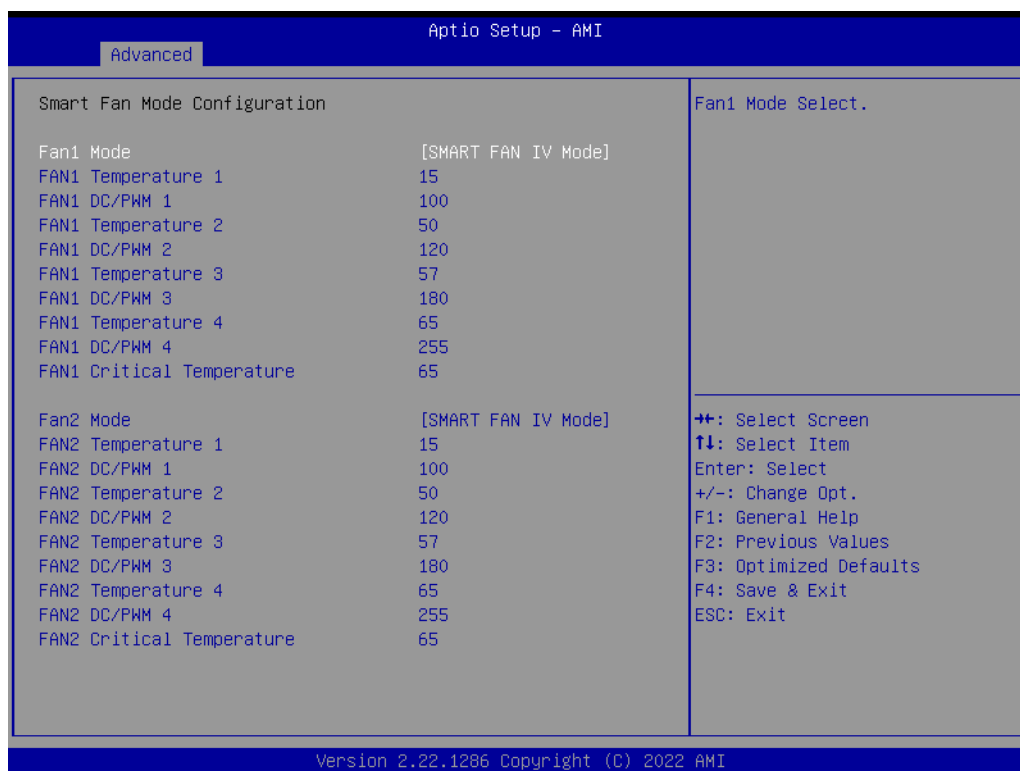 Aptio Setup – AMI
Advanced
Smart Fan Mode Configuration
Fan1 Mode [SMART FAN IV Mode]
FAN1 Temperature 1 15
FAN1 DC/PWM 1 100
FAN1 Temperature 2 50
FAN1 DC/PWM 2 120
FAN1 Temperature 3 57
FAN1 DC/PWM 3 180
FAN1 Temperature 4 65
FAN1 DC/PWM 4 255
FAN1 Critical Temperature 65
Fan2 Mode [SMART FAN IV Mode]
FAN2 Temperature 1 15
FAN2 DC/PWM 1 100
FAN2 Temperature 2 50
FAN2 DC/PWM 2 120
FAN2 Temperature 3 57
FAN2 DC/PWM 3 180
FAN2 Temperature 4 65
FAN2 DC/PWM 4 255
FAN2 Critical Temperature 65
Fan1 Mode Select.
→←: Select Screen
↑↓: Select Item
Enter: Select
+/-: Change Opt.
F1: General Help
F2: Previous Values
F3: Optimized Defaults
F4: Save & Exit
ESC: Exit
Version 2.22.1286 Copyright (C) 2022 AMI